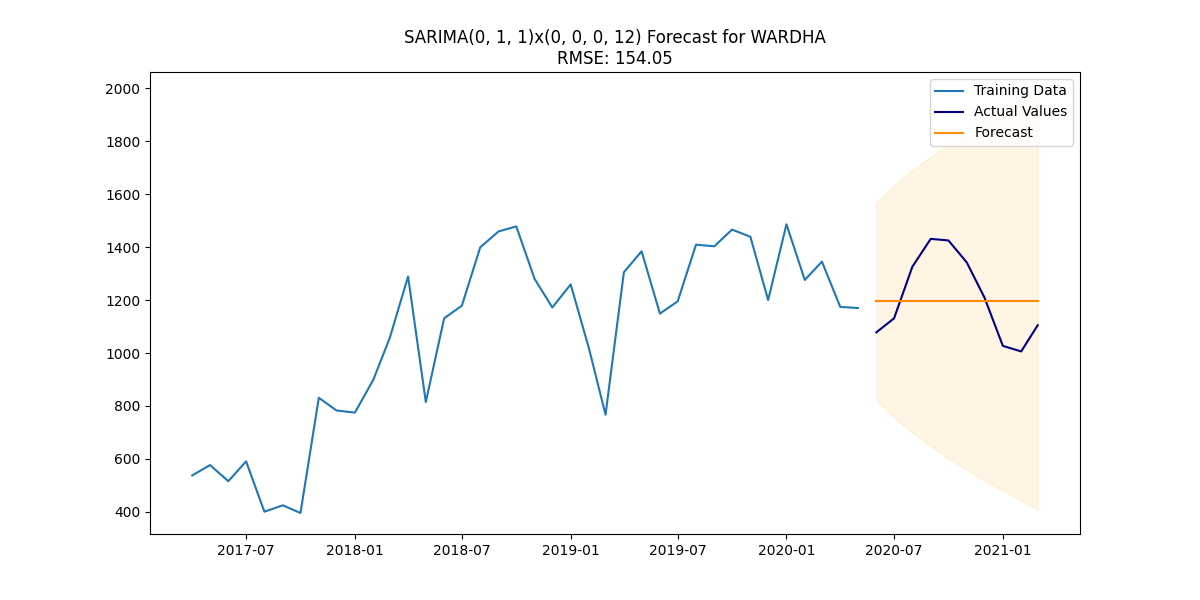 SARIMA(0, 1, 1)x(0, 0, 0, 12) Forecast for WARDHA
RMSE: 154.05
Training Data
Actual Values
Forecast
2000
1800
1600
1400
1200
1000
800
600
400
2017-07 2018-01 2018-07 2019-01 2019-07 2020-01 2020-07 2021-01